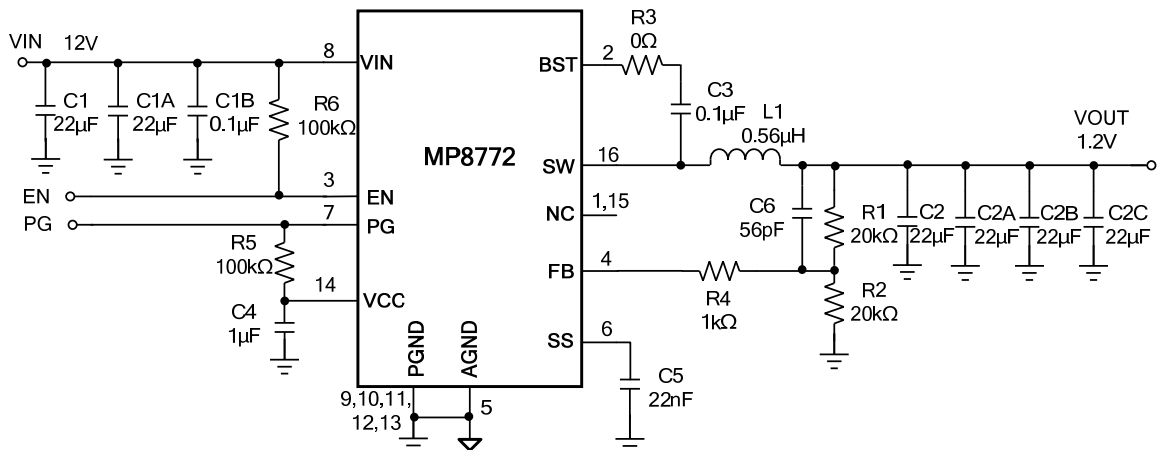 VIN
12V
C1
22µF
C1A
22µF
C1B
0.1µF
R6
100kΩ
EN
PG
R5
100kΩ
C4
1µF
8
3
7
14
VIN
EN
PG
VCC
MP8772
PGND
AGND
9,10,11,
12,13
5
BST
SW
NC
FB
SS
2
16
1,15
4
6
R3
0Ω
C3
0.1µF
L1
0.56µH
C6
56pF
R1
20kΩ
R4
1kΩ
R2
20kΩ
C5
22nF
C2
22µF
C2A
22µF
C2B
22µF
C2C
22µF
VOUT
1.2V